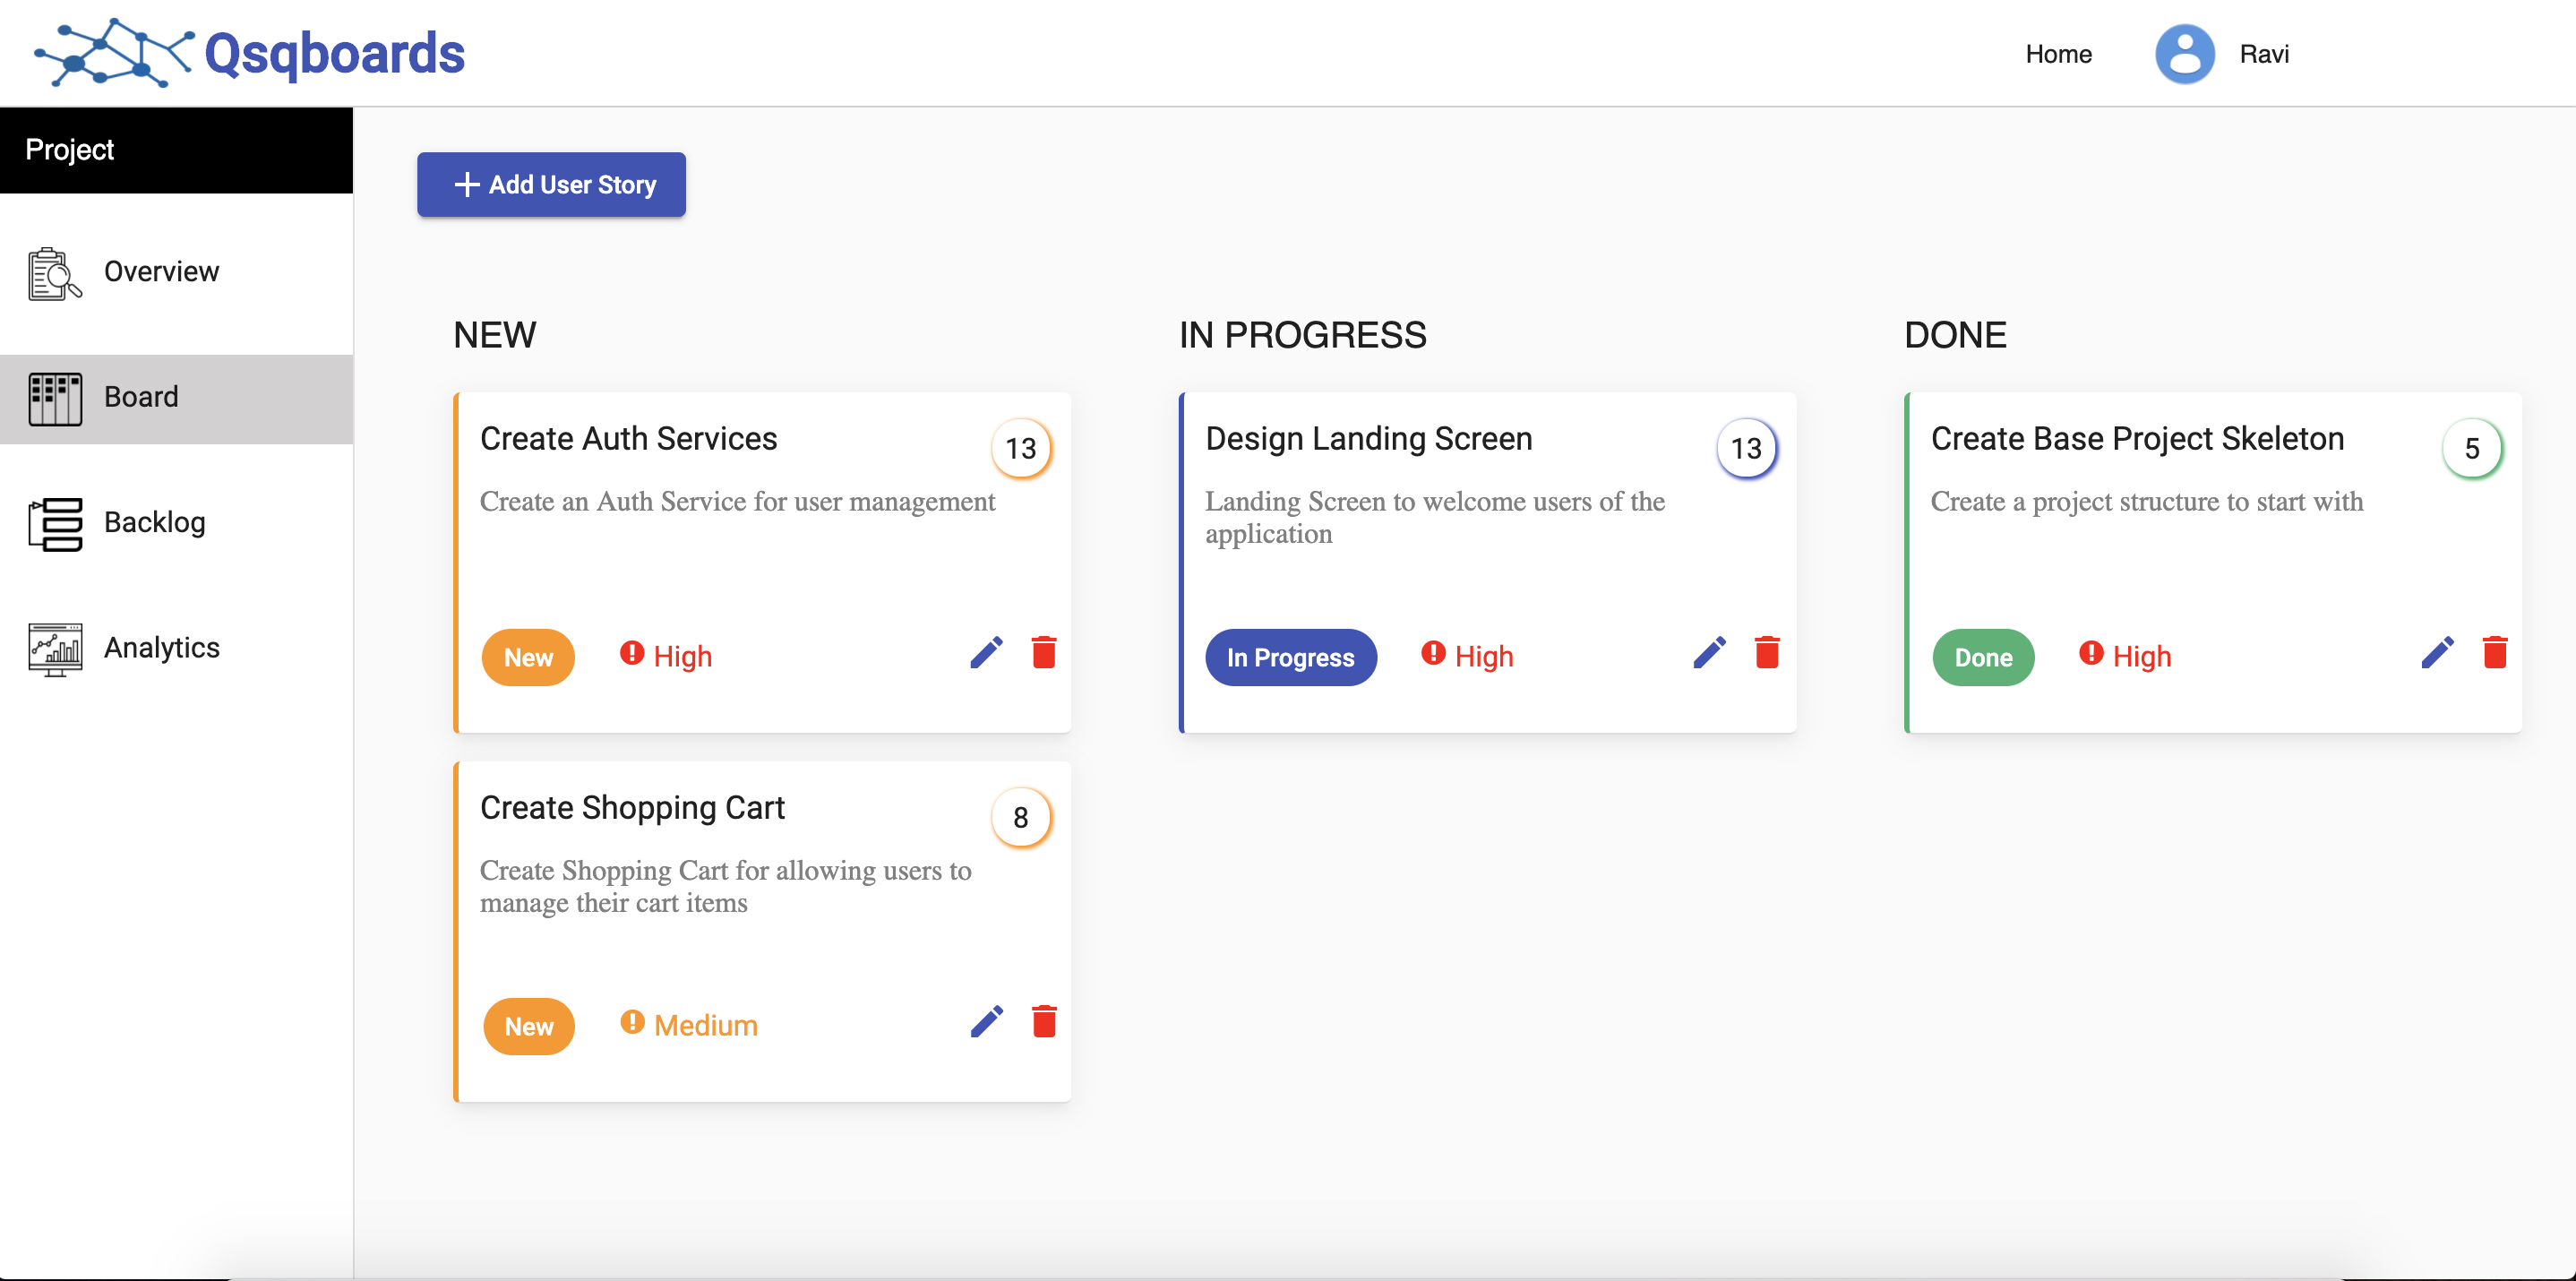 Qsqboards
Home
Ravi
Project
Overview
Board
Backlog
Analytics
Add User Story
NEW
Create Auth Services
13
Create an Auth Service for user management
New
High
Create Shopping Cart
8
Create Shopping Cart for allowing users to
manage their cart items
New
Medium
IN PROGRESS
Design Landing Screen
13
Landing Screen to welcome users of the
application
In Progress
High
DONE
Create Base Project Skeleton
5
Create a project structure to start with
Done
High